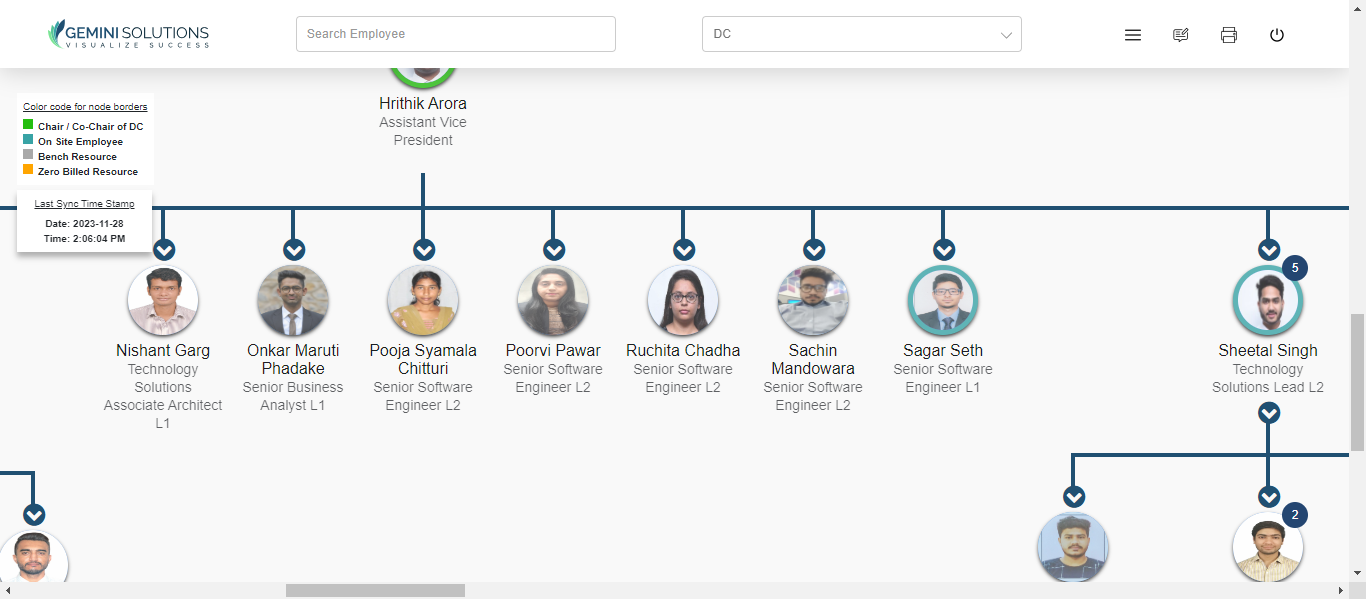 GEMINI SOLUTIONS
VISUALIZE SUCCESS
Search Employee
DC
Hrithik Arora
Assistant Vice
President
Color code for node borders
Chair / Co-Chair of DC
On Site Employee
Bench Resource
Zero Billed Resource
Last Sync Time Stamp
Date: 2023-11-28
Time: 2:06:04 PM
Nishant Garg
Technology
Solutions
Associate Architect
L1
Onkar Maruti
Phadake
Senior Business
Analyst L1
Pooja Syamala
Chitturi
Senior Software
Engineer L2
Poorvi Pawar
Senior Software
Engineer L2
Ruchita Chadha
Senior Software
Engineer L2
Sachin
Mandowara
Senior Software
Engineer L2
Sagar Seth
Senior Software
Engineer L1
5
Sheetal Singh
Technology
Solutions Lead L2
2